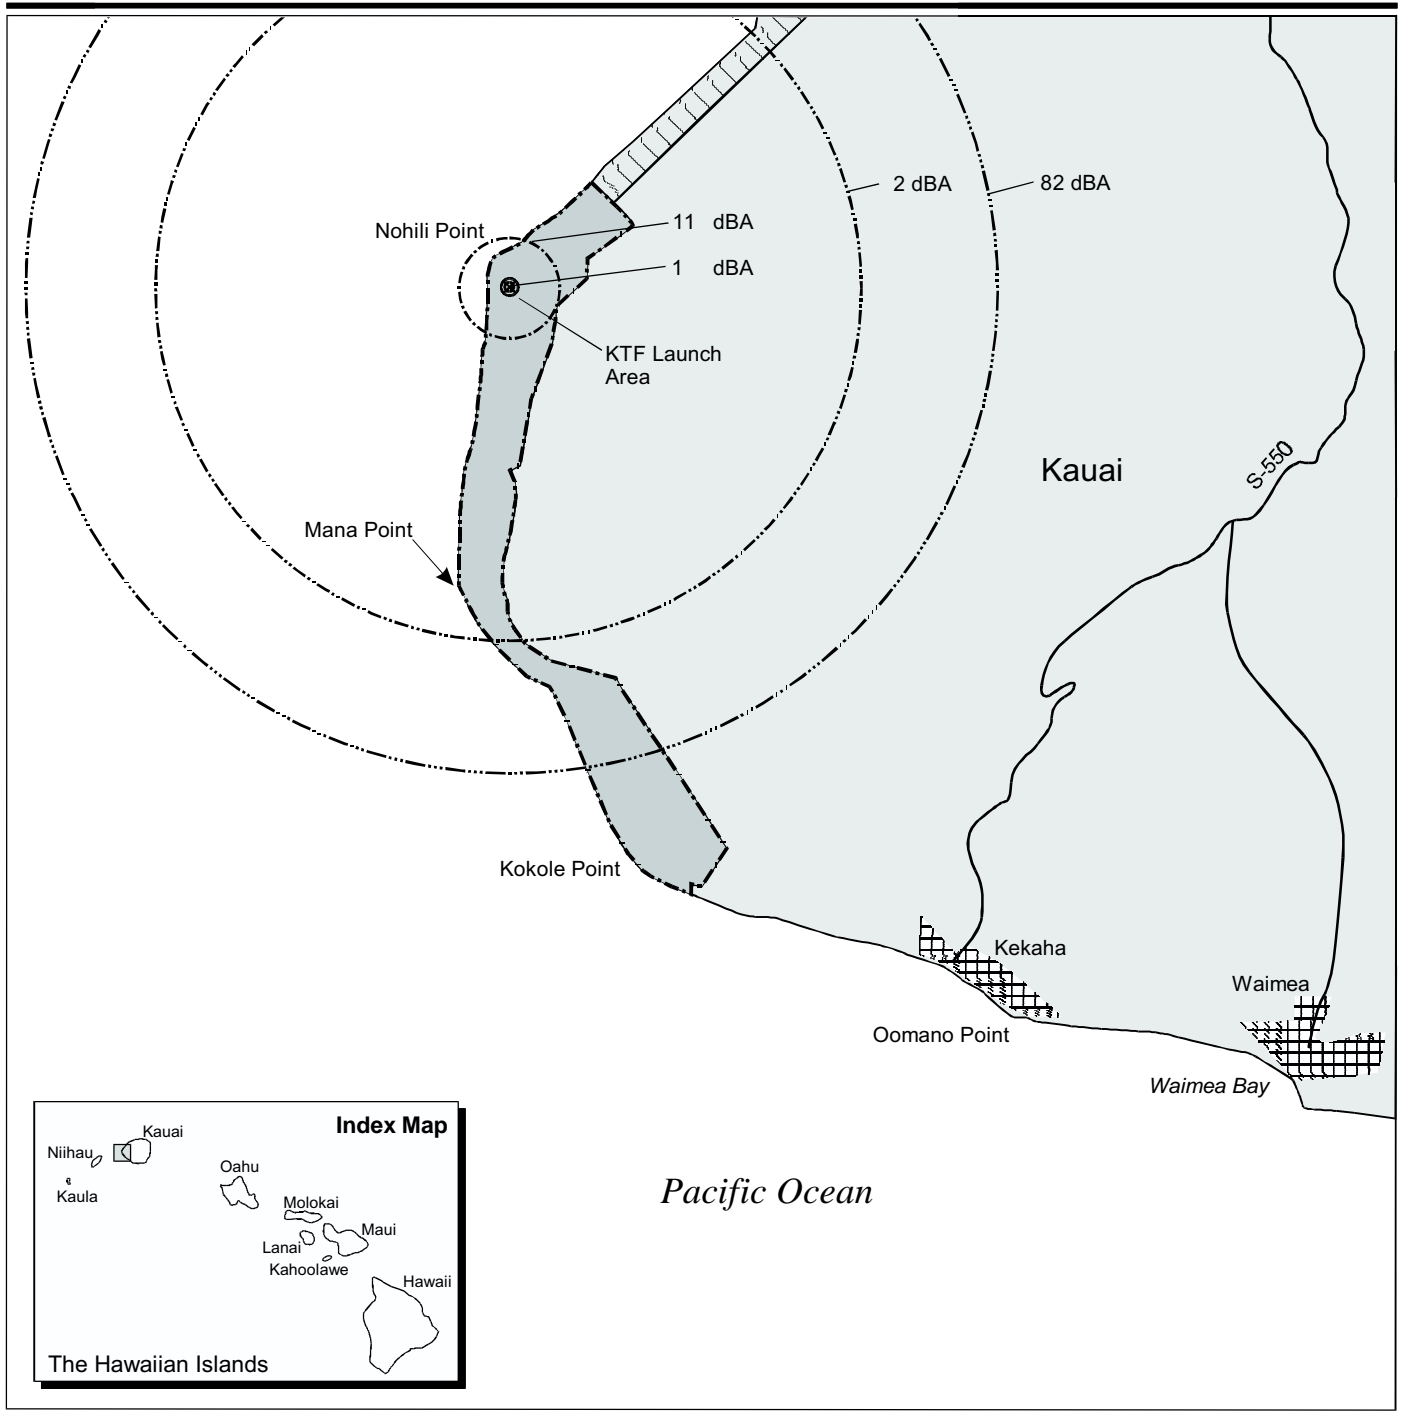 2 dBA
82 dBA
Nohili Point
11 dBA
1 dBA
KTF Launch
Area
Kauai
S-550
Mana Point
Kokole Point
Kekaha
Waimea
Oomano Point
Waimea Bay
Pacific Ocean
Index Map
Kauai
Niihau
Kaula
Oahu
Molokai
Maui
Lanai
Kahoolawe
Hawaii
The Hawaiian Islands